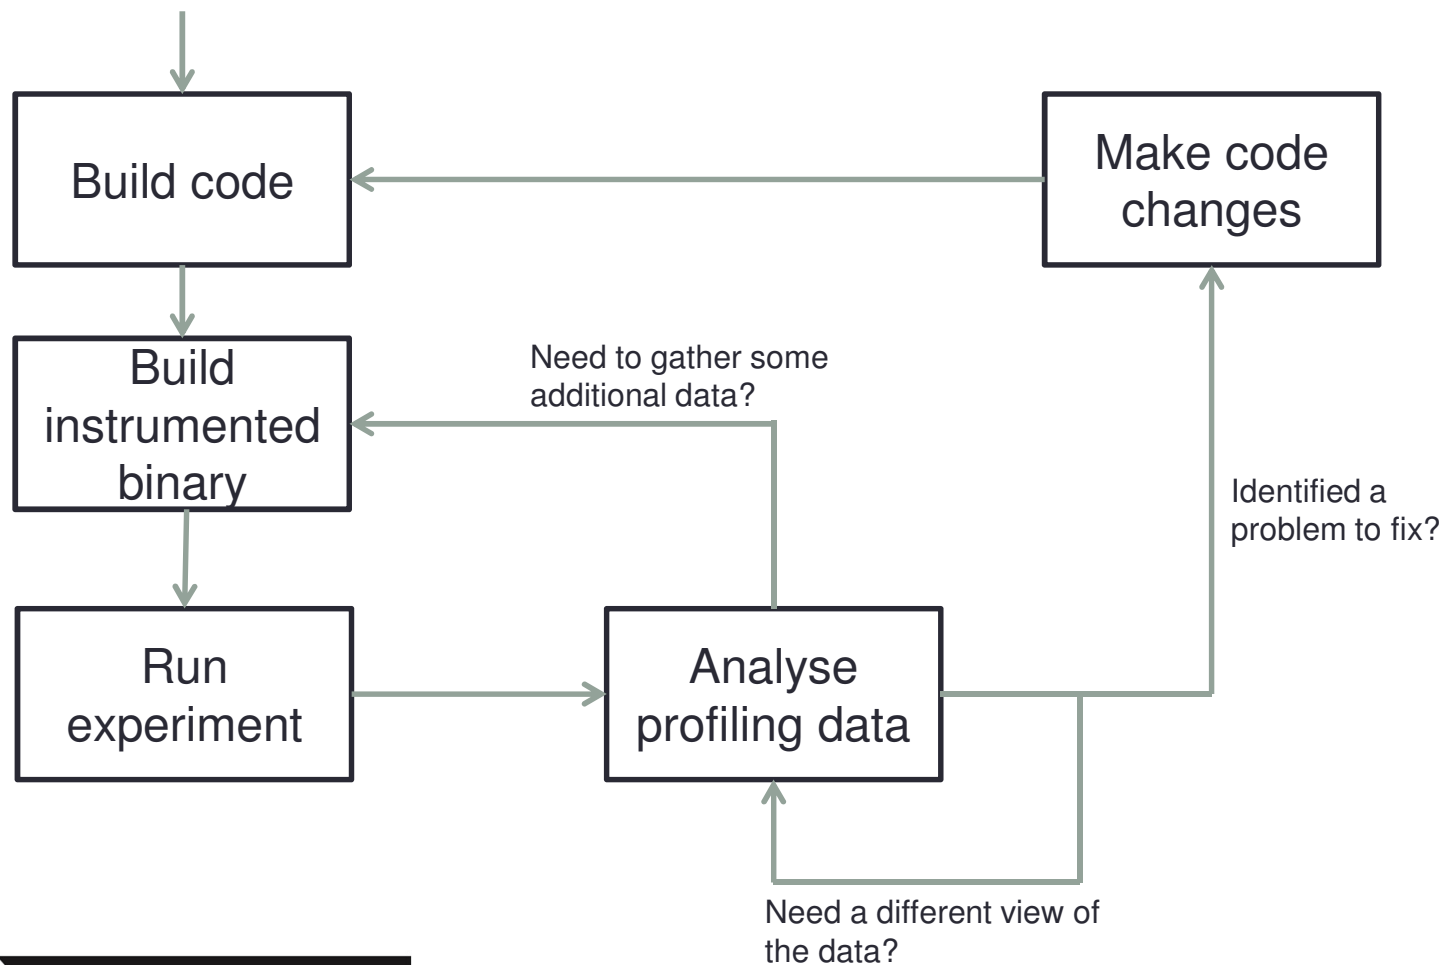 Build code
Make code
changes
Build
instrumented
binary
Need to gather some
additional data?
Identified a
problem to fix?
Run
experiment
Analyse
profiling data
Need a different view of
the data?